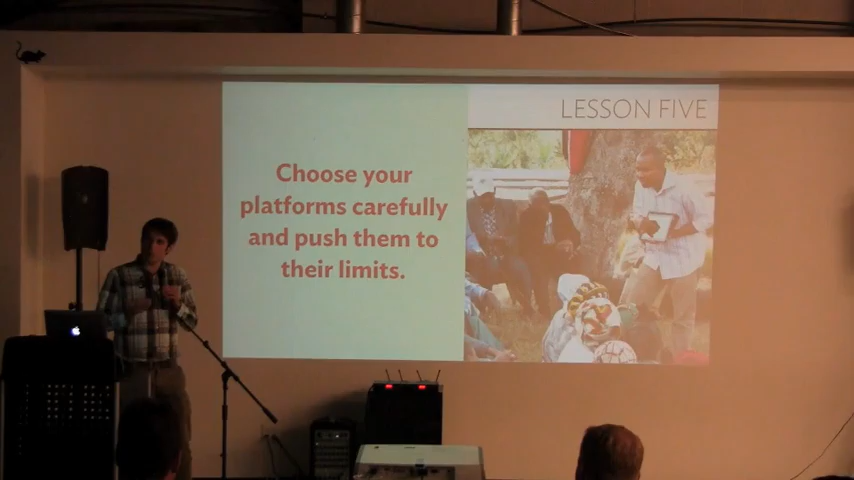 LESSON FIVE
Choose your
platforms carefully
and push them to
their limits.